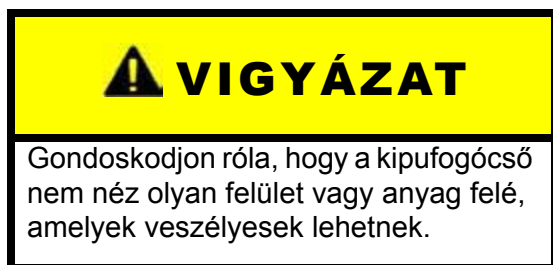 VIGYÁZAT
Gondoskodjon róla, hogy a kipufogócső
nem néz olyan felület vagy anyag felé,
amelyek veszélyesek lehetnek.